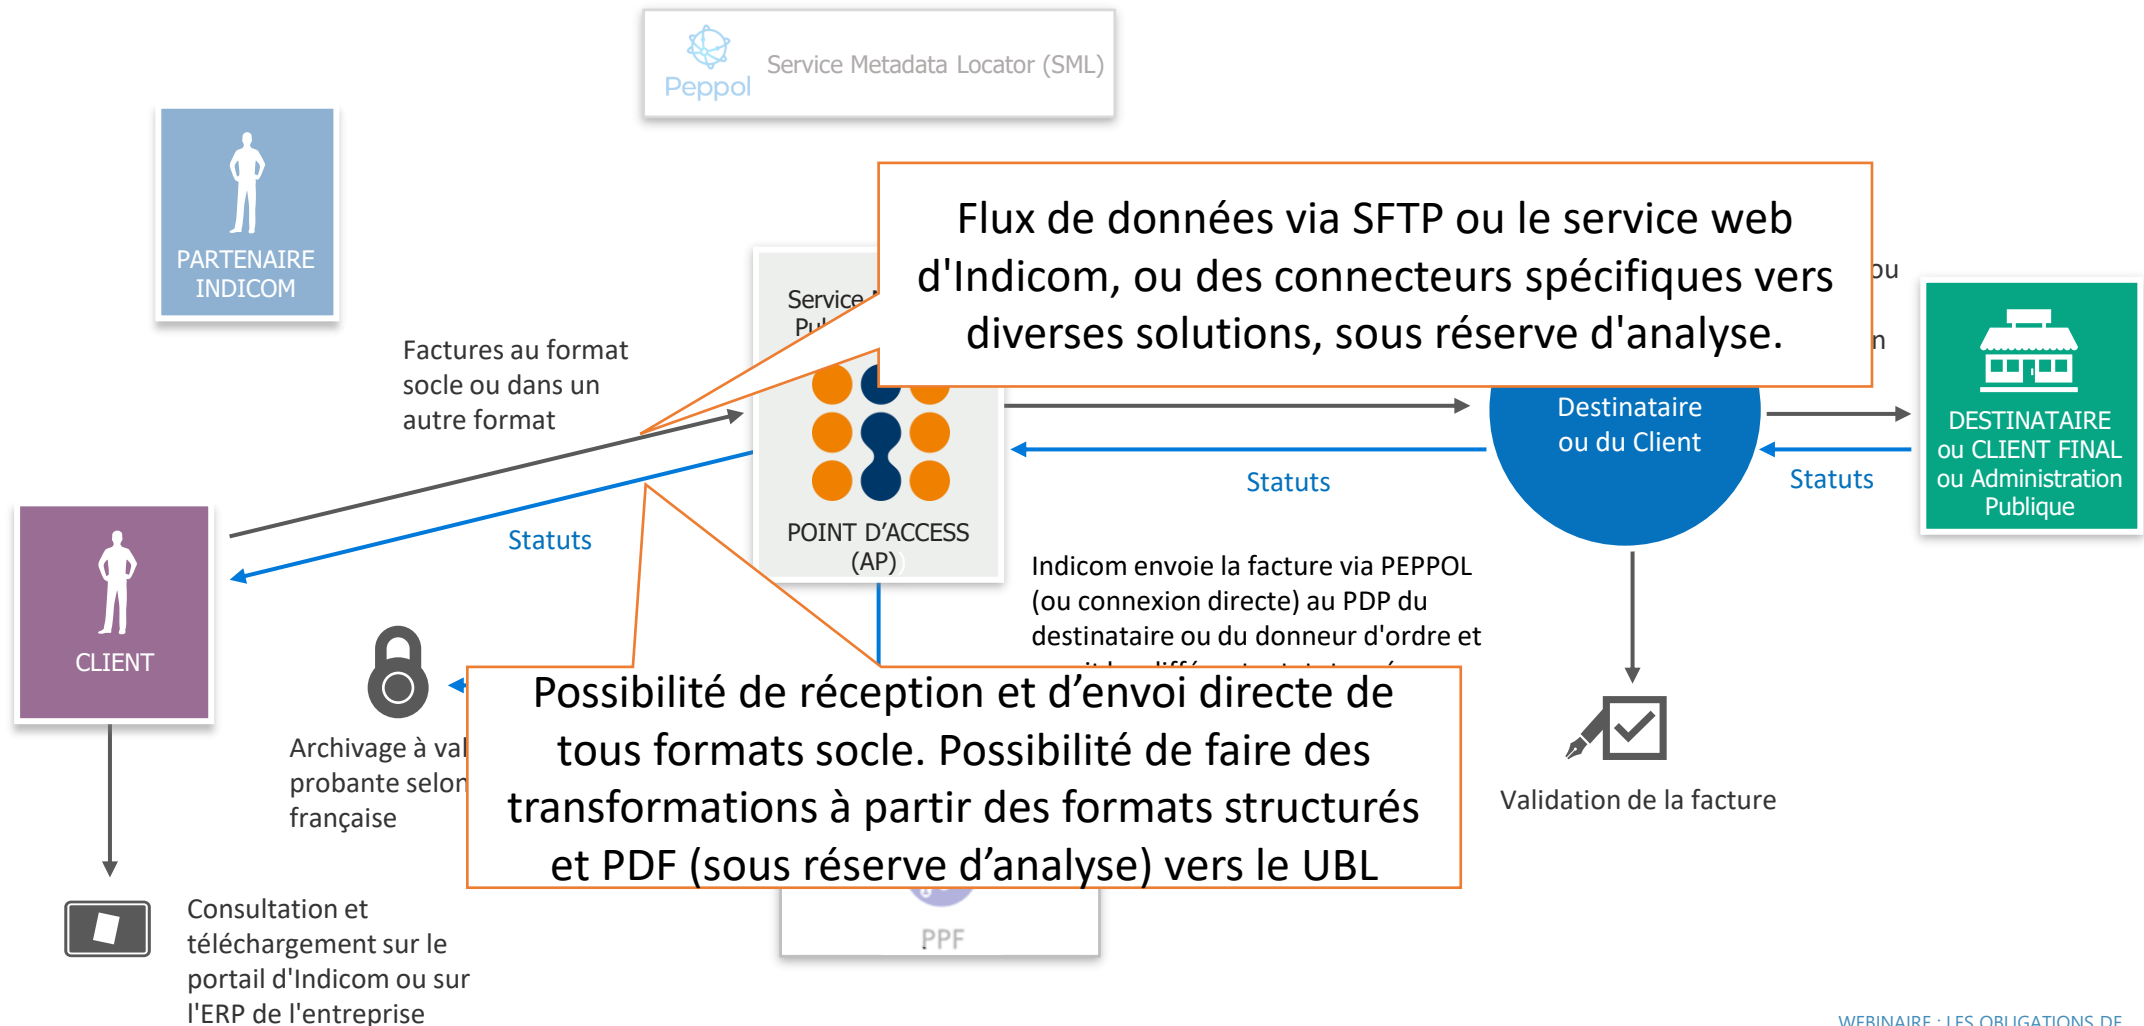 Peppol
Service Metadata Locator (SML)
PARTENAIRE
INDICOM
Flux de données via SFTP ou le service web
d'Indicom, ou des connecteurs spécifiques vers
diverses solutions, sous réserve d'analyse.
Service
ou
n
Factures au format
socle ou dans un
autre format
POINT D'ACCESS
(AP))
Statuts
Destinataire
ou du Client
Statuts
Statuts
DESTINATAIRE
ou CLIENT FINAL
ou Administration
Publique
CLIENT
Indicom envoie la facture via PEPPOL
(ou connexion directe) au PDP du
destinataire ou du donneur d'ordre et
Possibilité de réception et d’envoi directe de
tous formats socle. Possibilité de faire des
transformations à partir des formats structurés
et PDF (sous réserve d’analyse) vers le UBL
Archivage à val
probante selon
française
Validation de la facture
PPF
Consultation et
téléchargement sur le
portail d'Indicom ou sur
l'ERP de l'entreprise
WEBINAIRE : LES OBLIGATIONS DE